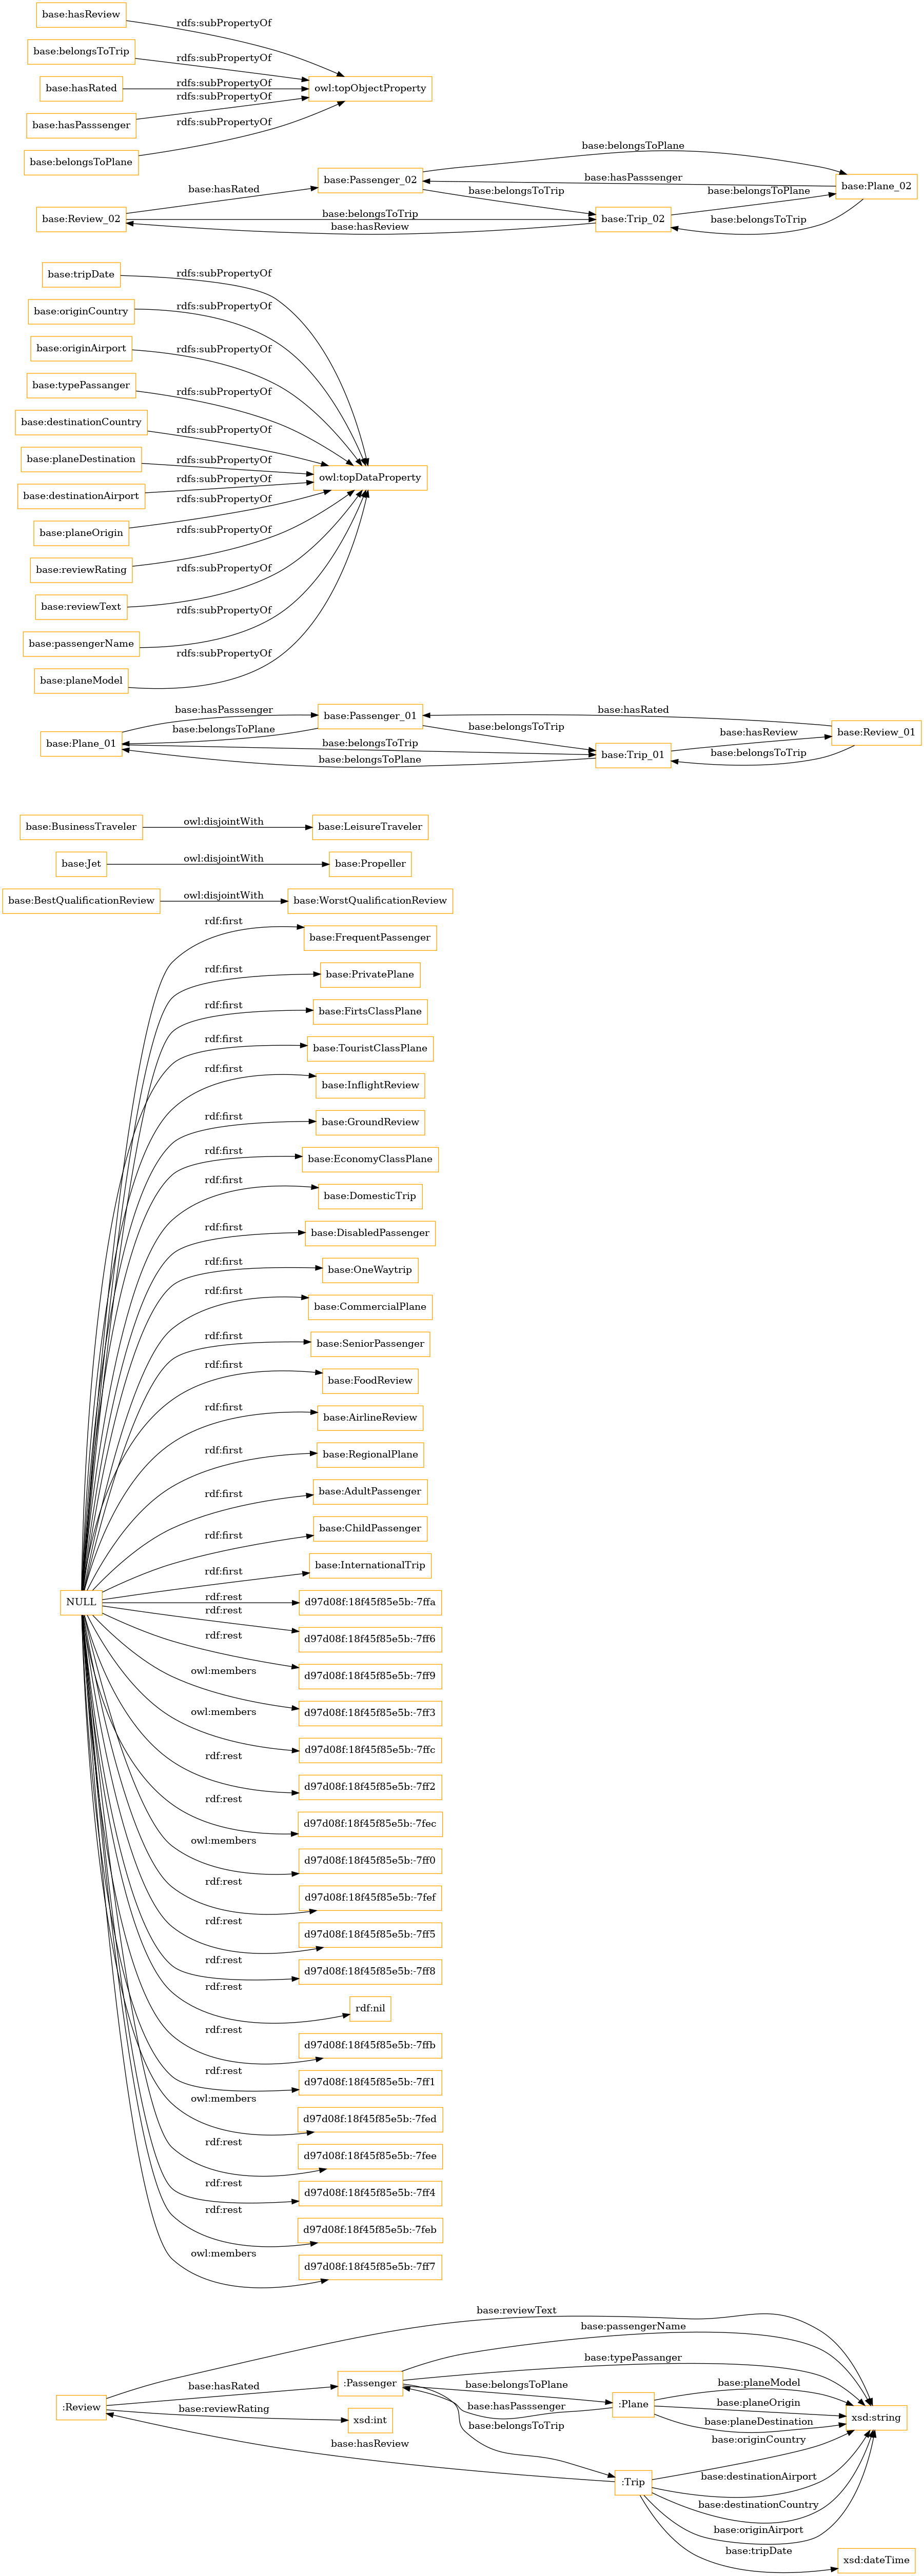 base:hasReview
rdfs:subPropertyOf
base:belongsToTrip
rdfs:subPropertyOf
base:hasRated
rdfs:subPropertyOf
owl:topObjectProperty
base:hasPasssenger
rdfs:subPropertyOf
base:belongsToPlane
rdfs:subPropertyOf
base:Review_02
base:hasRated
base:Passenger_02
base:belongsToPlane
base:hasPasssenger
base:Plane_02
base:belongsToTrip
base:belongsToPlane
base:belongsToTrip
base:Trip_02
base:belongsToTrip
base:hasReview
base:tripDate
rdfs:subPropertyOf
base:originCountry
rdfs:subPropertyOf
base:originAirport
rdfs:subPropertyOf
base:typePassanger
rdfs:subPropertyOf
base:destinationCountry
rdfs:subPropertyOf
base:planeDestination
rdfs:subPropertyOf
owl:topDataProperty
base:destinationAirport
rdfs:subPropertyOf
base:planeOrigin
rdfs:subPropertyOf
base:reviewRating
rdfs:subPropertyOf
base:reviewText
rdfs:subPropertyOf
base:passengerName
rdfs:subPropertyOf
base:planeModel
rdfs:subPropertyOf
base:Plane_01
base:hasPasssenger
base:Passenger_01
base:hasRated
base:belongsToPlane
base:belongsToTrip
base:Review_01
base:belongsToTrip
base:hasReview
base:Trip_01
base:belongsToTrip
base:belongsToPlane
base:BusinessTraveler
owl:disjointWith
base:LeisureTraveler
base:Jet
owl:disjointWith
base:Propeller
base:BestQualificationReview
owl:disjointWith
base:WorstQualificationReview
NULL
rdf:first
base:FrequentPassenger
rdf:first
base:PrivatePlane
rdf:first
base:FirtsClassPlane
rdf:first
base:TouristClassPlane
rdf:first
base:InflightReview
rdf:first
base:GroundReview
rdf:first
base:EconomyClassPlane
rdf:first
base:DomesticTrip
rdf:first
base:DisabledPassenger
rdf:first
base:OneWaytrip
rdf:first
base:CommercialPlane
rdf:first
base:SeniorPassenger
rdf:first
base:FoodReview
rdf:first
base:AirlineReview
rdf:first
base:RegionalPlane
rdf:first
base:AdultPassenger
rdf:first
base:ChildPassenger
rdf:first
base:InternationalTrip
rdf:rest
d97d08f:18f45f85e5b:-7ffa
rdf:rest
d97d08f:18f45f85e5b:-7ff6
rdf:rest
d97d08f:18f45f85e5b:-7ff9
owl:members
d97d08f:18f45f85e5b:-7ff3
owl:members
d97d08f:18f45f85e5b:-7ffc
rdf:rest
d97d08f:18f45f85e5b:-7ff2
rdf:rest
d97d08f:18f45f85e5b:-7fec
owl:members
d97d08f:18f45f85e5b:-7ff0
rdf:rest
d97d08f:18f45f85e5b:-7fef
rdf:rest
d97d08f:18f45f85e5b:-7ff5
rdf:rest
d97d08f:18f45f85e5b:-7ff8
rdf:rest
rdf:nil
rdf:rest
d97d08f:18f45f85e5b:-7ffb
rdf:rest
d97d08f:18f45f85e5b:-7ff1
owl:members
d97d08f:18f45f85e5b:-7fed
rdf:rest
d97d08f:18f45f85e5b:-7fee
rdf:rest
d97d08f:18f45f85e5b:-7ff4
rdf:rest
d97d08f:18f45f85e5b:-7feb
owl:members
d97d08f:18f45f85e5b:-7ff7
:Review
base:reviewText
base:hasRated
base:reviewRating
base:hasReview
:Passenger
xsd:int
base:passengerName
base:typePassanger
base:belongsToPlane
base:hasPasssenger
base:belongsToTrip
:Plane
base:planeModel
base:planeOrigin
base:planeDestination
xsd:string
:Trip
base:originCountry
base:destinationAirport
base:destinationCountry
base:originAirport
base:tripDate
xsd:dateTime